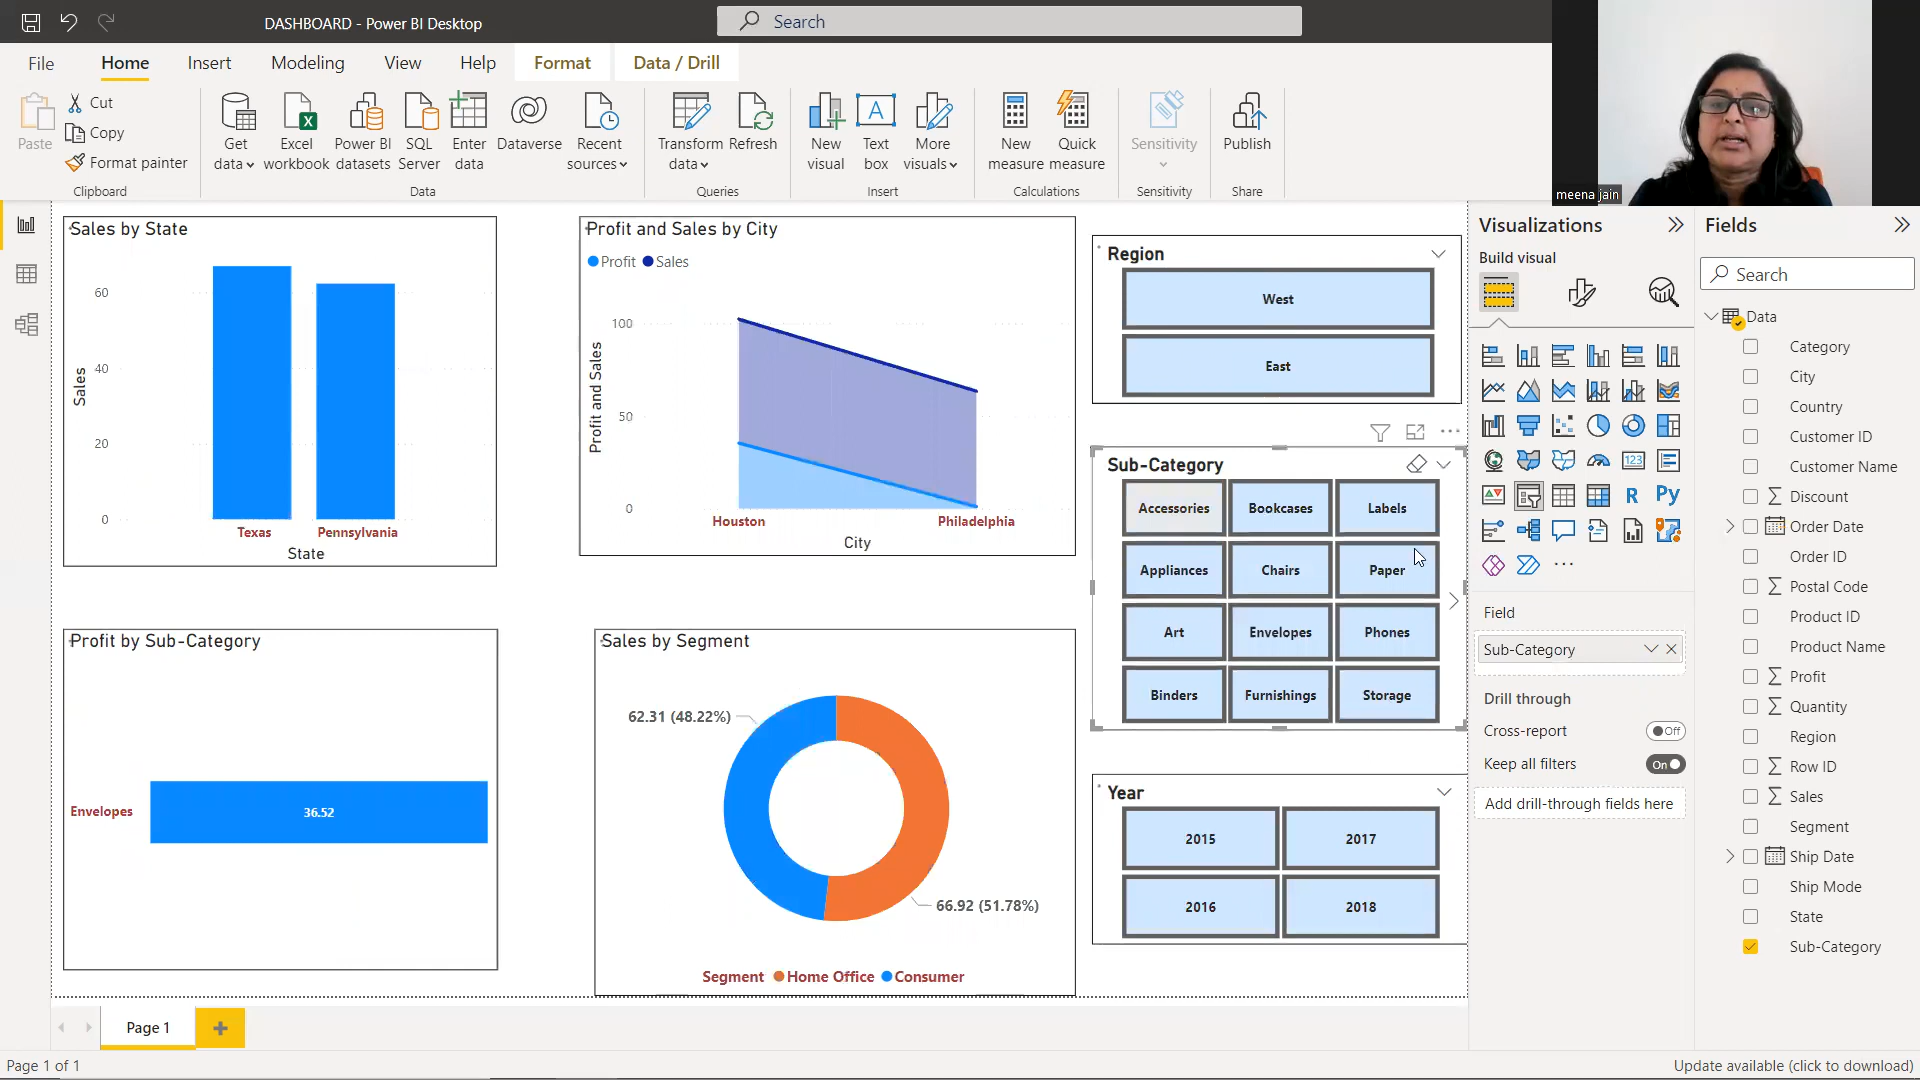 DASHBOARD - Power BI Desktop
Search
File
Home
Insert
Modeling
View
Help
Format
Data / Drill
Paste
Cut
Copy
Format painter
Clipboard
Get data
Excel workbook
Power BI datasets
SQL Server
Enter data
Dataverse
Recent sources
Data
Transform data
Refresh
Queries
New visual
Text box
More visuals
Insert
New measure
Quick measure
Calculations
Sensitivity
Sensitivity
Publish
Share
meena jain
Sales by State
Sales
60
40
20
0
Texas
Pennsylvania
State
Profit and Sales by City
Profit
Sales
Profit and Sales
100
50
0
Houston
Philadelphia
City
Region
West
East
Sub-Category
Accessories
Bookcases
Labels
Appliances
Chairs
Paper
Art
Envelopes
Phones
Binders
Furnishings
Storage
Profit by Sub-Category
Envelopes
36.52
Sales by Segment
62.31 (48.22%)
66.92 (51.78%)
Segment
Home Office
Consumer
Year
2015
2017
2016
2018
Visualizations
Build visual
123
R
Py
Field
Sub-Category
Drill through
Cross-report
Off
Keep all filters
On
Add drill-through fields here
Fields
Search
Data
Category
City
Country
Customer ID
Customer Name
Discount
Order Date
Order ID
Postal Code
Product ID
Product Name
Profit
Quantity
Region
Row ID
Sales
Segment
Ship Date
Ship Mode
State
Sub-Category
Page 1
Page 1 of 1
Update available (click to download)